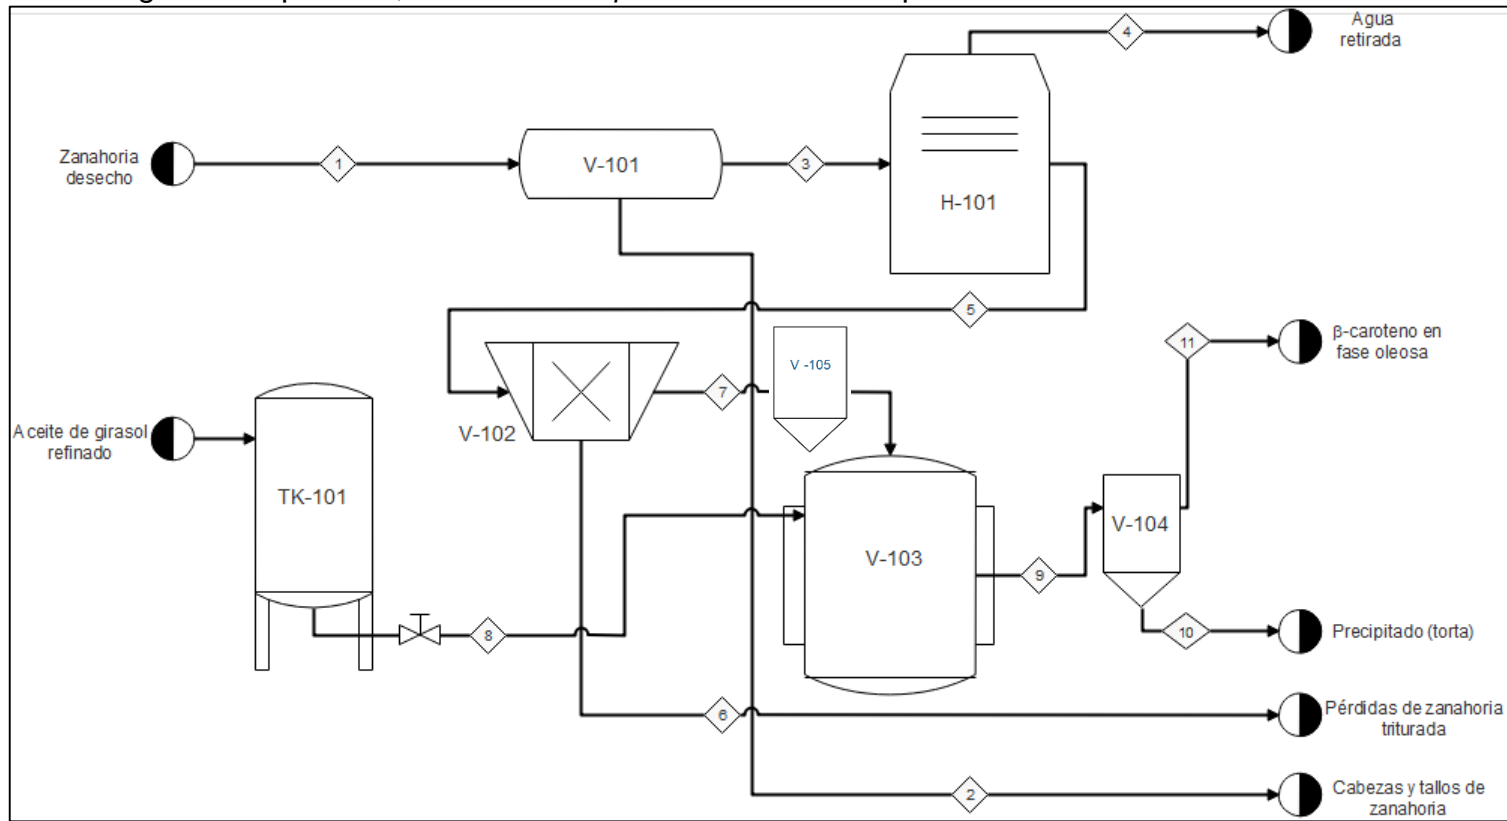 Agua
retirada
4
Zanahoria
desecho
1
V-101
3
H-101
5
β-caroteno en
fase oleosa
11
V -105
7
V-102
Aceite de girasol
refinado
TK-101
V-104
V-103
9
8
10
Precipitado (torta)
6
Pérdidas de zanahoria
triturada
2
Cabezas y tallos de
zanahoria